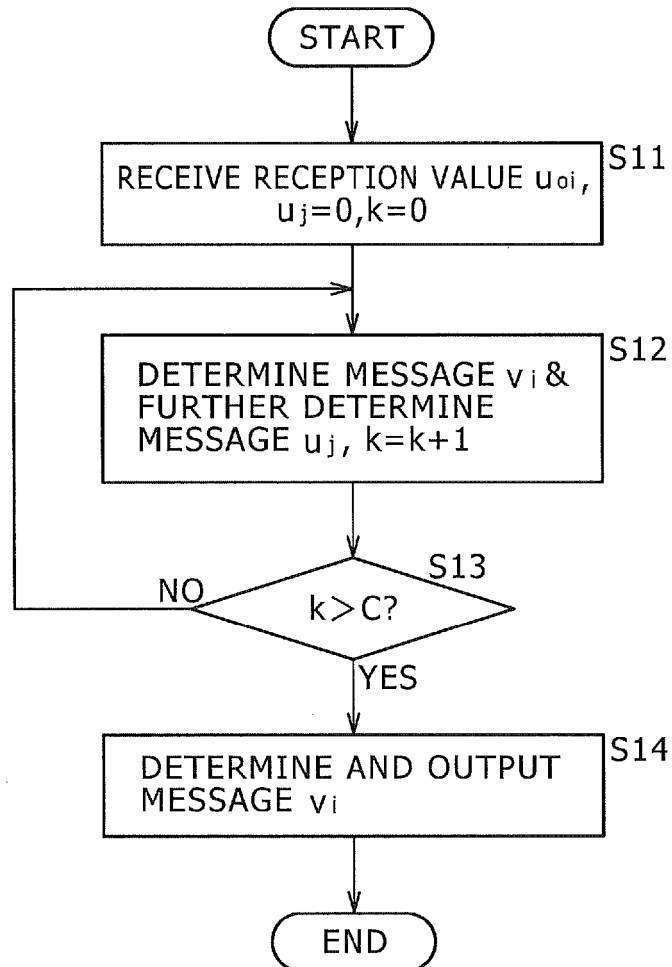 START
S11
RECEIVE RECEPTION VALUE u0i,
uj=0,k=0
S12
DETERMINE MESSAGE vi&
FURTHER DETERMINE
MESSAGE uj, k=k+1
S13
NO
k>C?
YES
S14
DETERMINE AND OUTPUT
MESSAGE vi
END